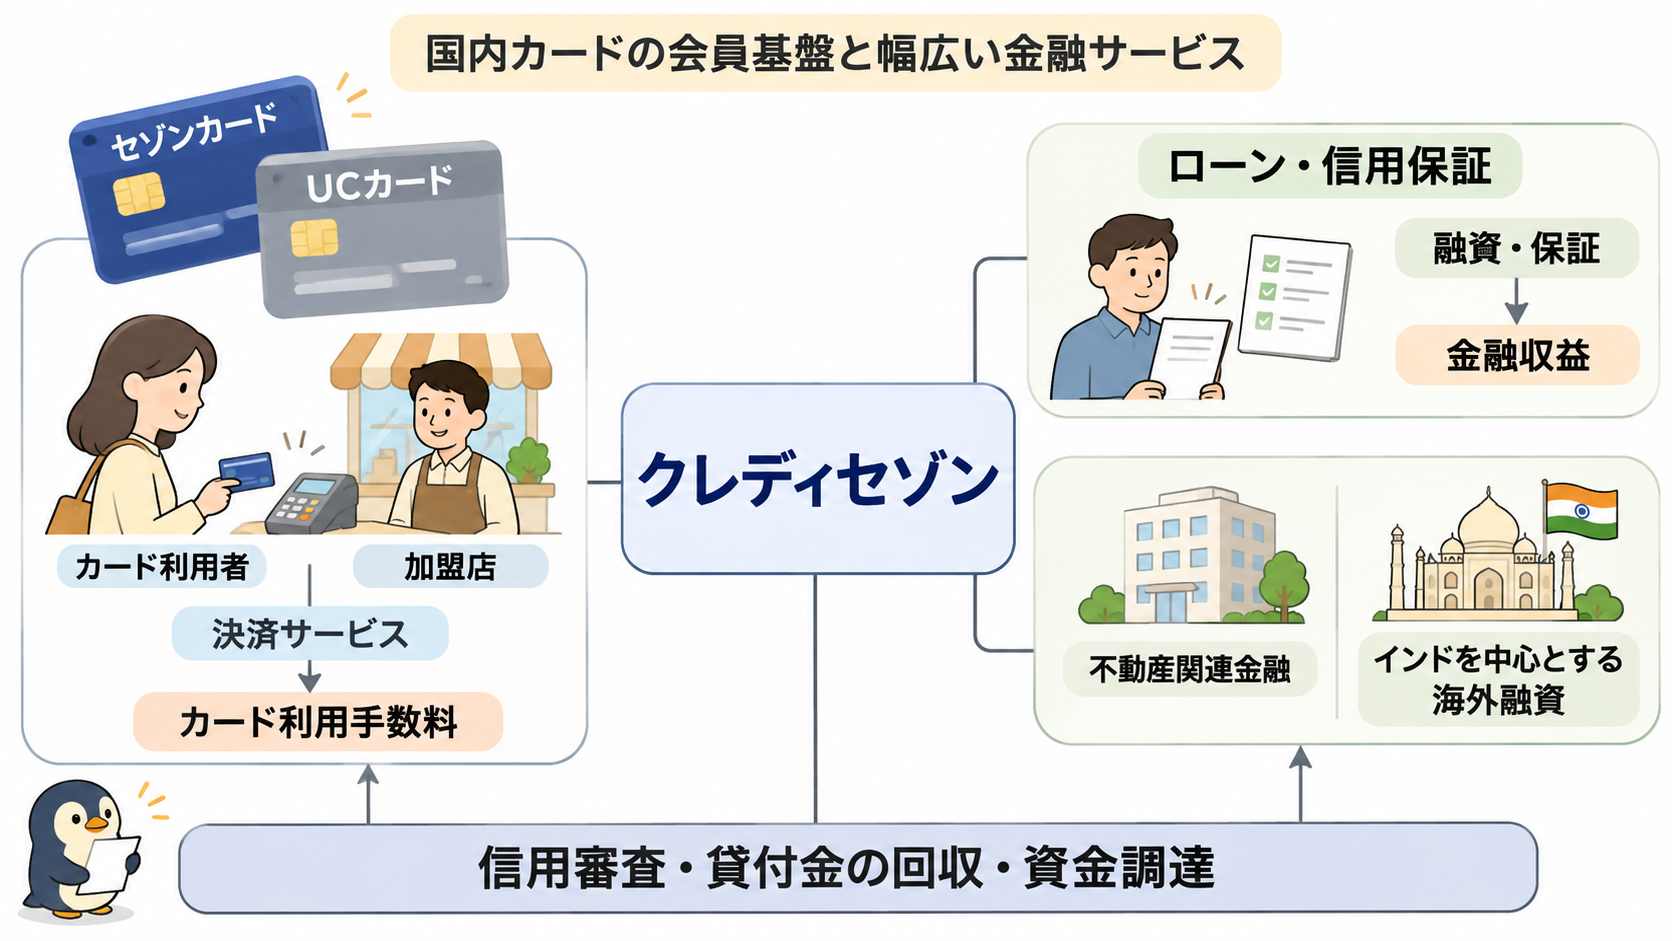 国内カードの会員基盤と幅広い金融サービス
セゾンカード
UCカード
カード利用者
加盟店
決済サービス
カード利用手数料
クレディセゾン
ローン・信用保証
融資・保証
金融収益
不動産関連金融
インドを中心とする
海外融資
信用審査・貸付金の回収・資金調達